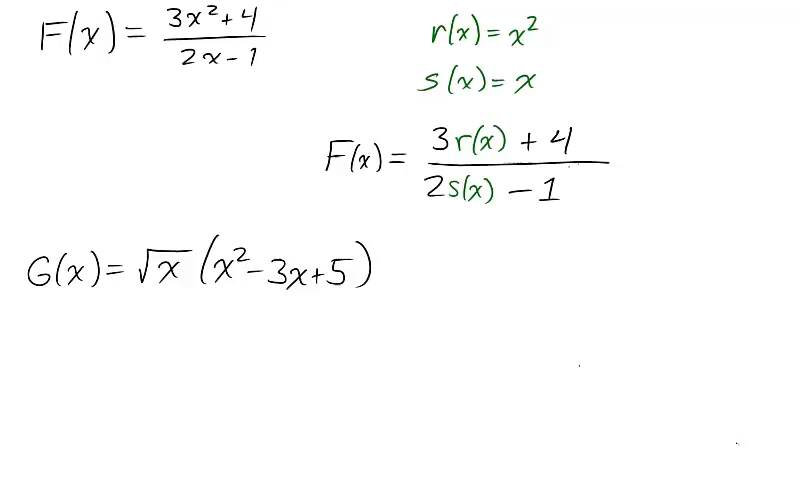 F(x) = (3x² + 4)/(2x - 1)
r(x) = x²
s(x) = x
F(x) = (3r(x) + 4)/(2s(x) - 1)
G(x) = √x (x² - 3x + 5)